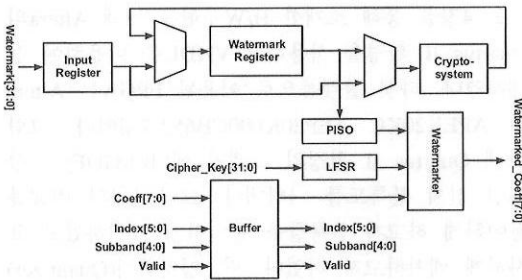 Watermark[31:0]
Input
Register
Watermark
Register
Crypto-
system
PISO
Cipher_Key[31:0]
LFSR
Watermarker
Watermarked_Coeff[7:0]
Coeff[7:0]
Index[5:0]
Subband[4:0]
Valid
Buffer
Index[5:0]
Subband[4:0]
Valid